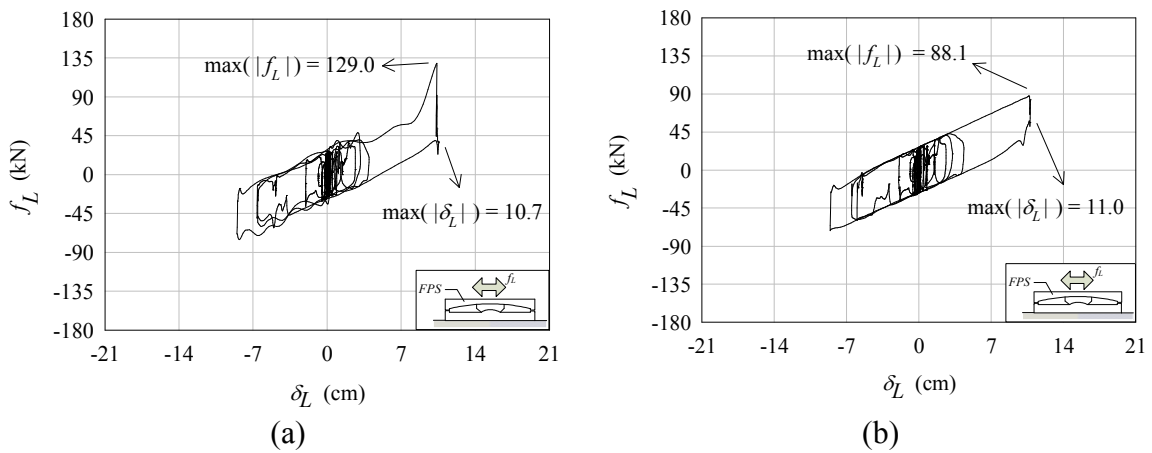 180
135
90
45
0
-45
-90
-135
-180
f_L (kN)
max( |f_L| ) = 129.0
max( |δ_L| ) = 10.7
FPS
f_L
-21 -14 -7 0 7 14 21
δ_L (cm)
(a)
180
135
90
45
0
-45
-90
-135
-180
f_L (kN)
max( |f_L| ) = 88.1
max( |δ_L| ) = 11.0
FPS
f_L
-21 -14 -7 0 7 14 21
δ_L (cm)
(b)